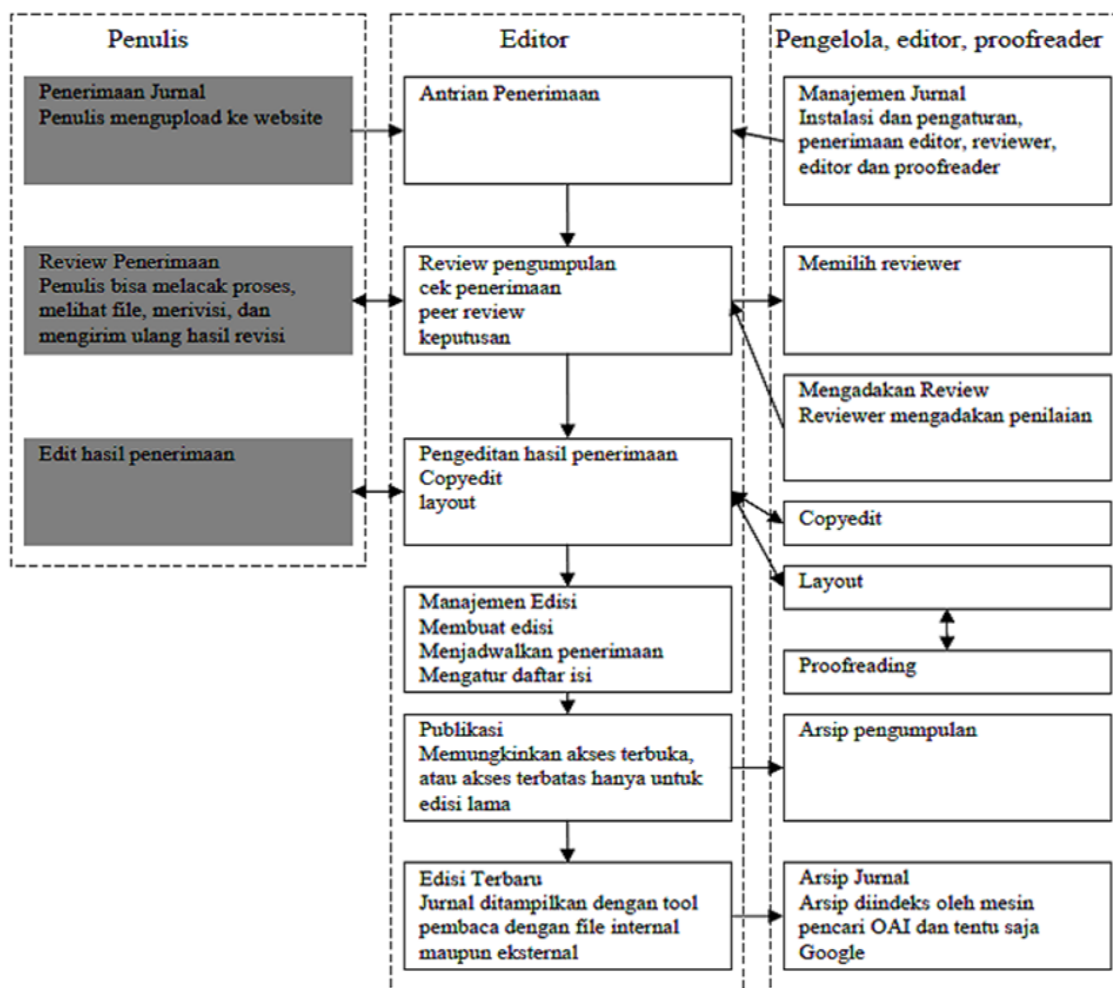 Penulis
Penerimaan Jurnal
Penulis mengupload ke website
Review Penerimaan
Penulis bisa melacak proses,
melihat file, merivisi, dan
mengirim ulang hasil revisi
Edit hasil penerimaan
Editor
Antrian Penerimaan
Review pengumpulan
cek penerimaan
peer review
keputusan
Pengeditan hasil penerimaan
Copyedit
layout
Manajemen Edisi
Membuat edisi
Menjadwalkan penerimaan
Mengatur daftar isi
Publikasi
Memungkinkan akses terbuka,
atau akses terbatas hanya untuk
edisi lama
Edisi Terbaru
Jurnal ditampilkan dengan tool
pembaca dengan file internal
maupun eksternal
Pengelola, editor, proofreader
Manajemen Jurnal
Instalasi dan pengaturan,
penerimaan editor, reviewer,
editor dan proofreader
Memilih reviewer
Mengadakan Review
Reviewer mengadakan penilaian
Copyedit
Layout
Proofreading
Arsip pengumpulan
Arsip Jurnal
Arsip diindeks oleh mesin
pencari OAI dan tentu saja
Google